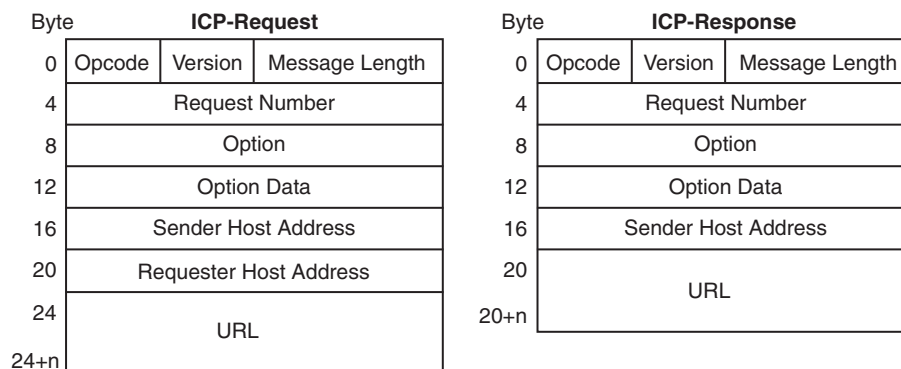 Byte ICP-Request
0 Opcode Version Message Length
4 Request Number
8 Option
12 Option Data
16 Sender Host Address
20 Requester Host Address
24
URL
24+n
Byte ICP-Response
0 Opcode Version Message Length
4 Request Number
8 Option
12 Option Data
16 Sender Host Address
20
URL
20+n